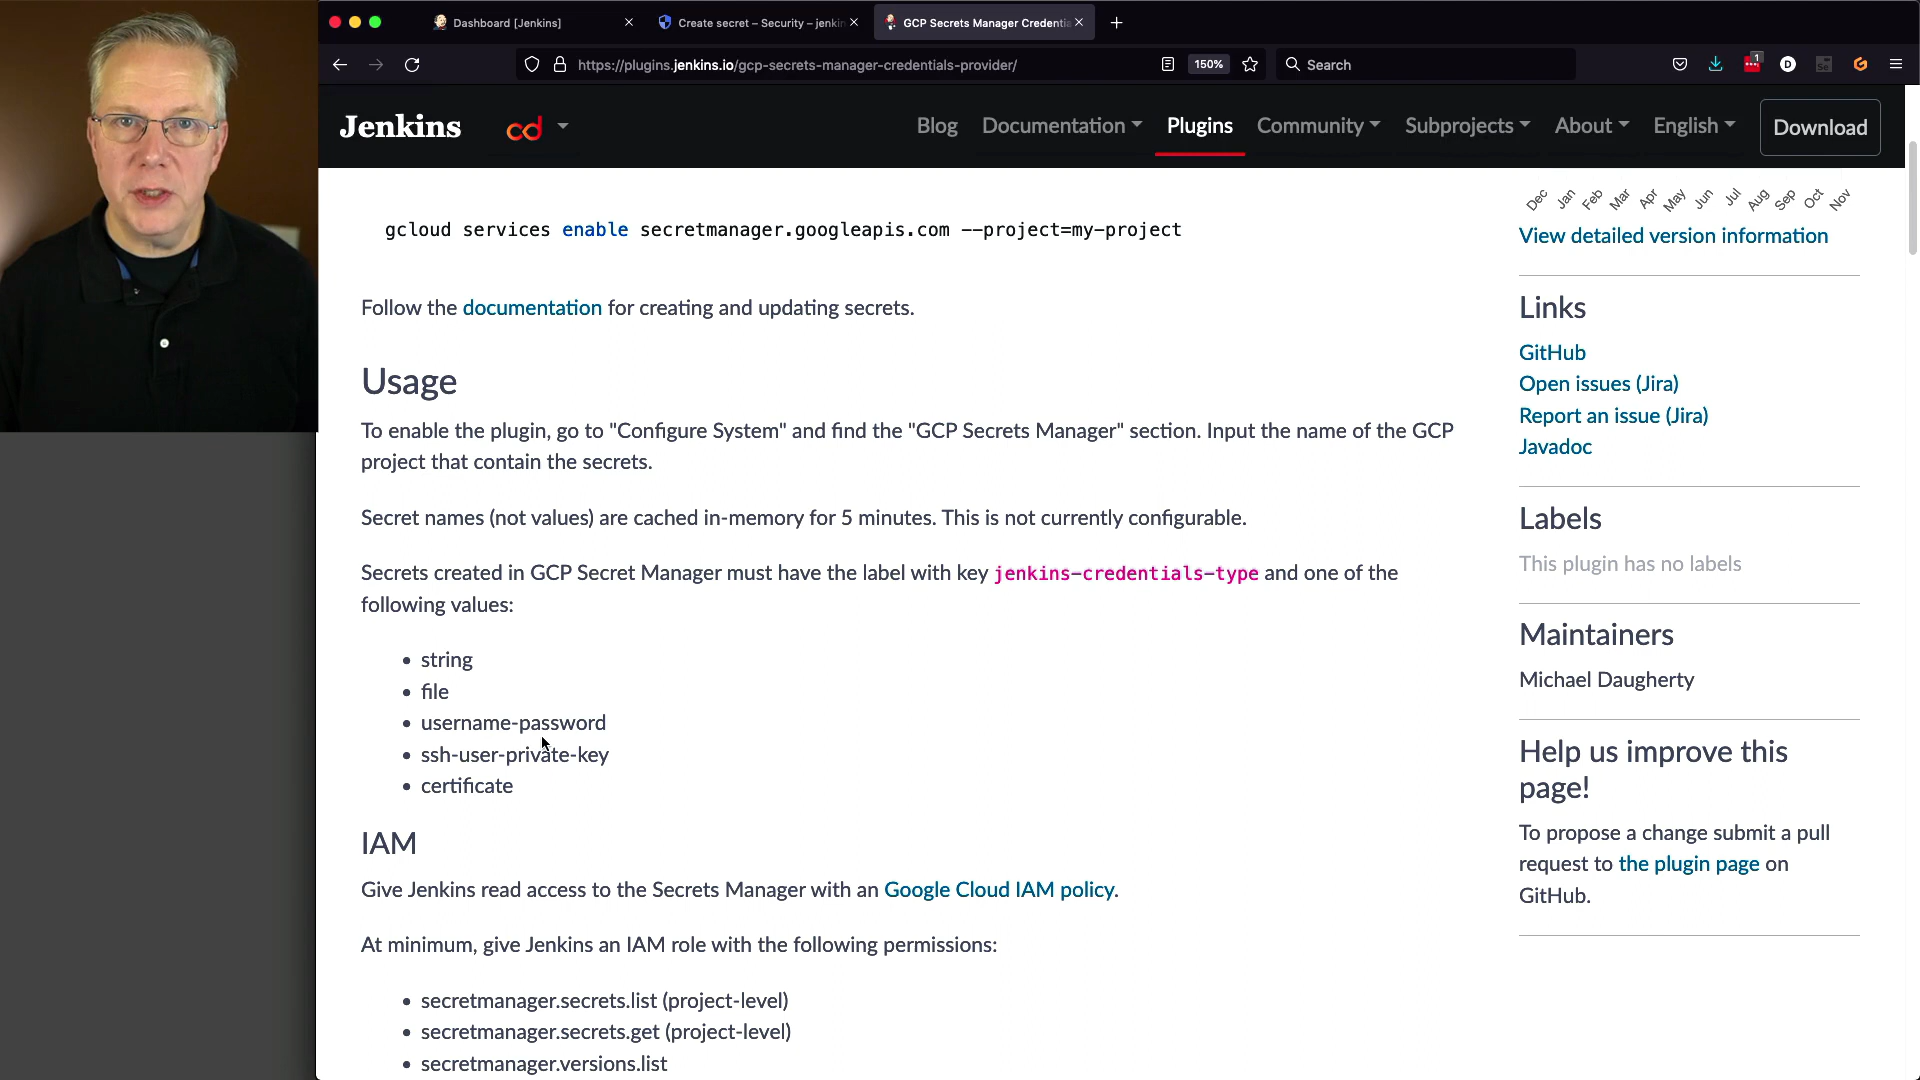 Dashboard [Jenkins]
Create secret – Security – jenkin
GCP Secrets Manager Credentia
https://plugins.jenkins.io/gcp-secrets-manager-credentials-provider/
150%
Search
1
D
Jenkins
cd
Blog
Documentation
Plugins
Community
Subprojects
About
English
Download
gcloud services enable secretmanager.googleapis.com --project=my-project
Follow the documentation for creating and updating secrets.
Usage
To enable the plugin, go to "Configure System" and find the "GCP Secrets Manager" section. Input the name of the GCP
project that contain the secrets.
Secret names (not values) are cached in-memory for 5 minutes. This is not currently configurable.
Secrets created in GCP Secret Manager must have the label with key jenkins-credentials-type and one of the
following values:
• string
• file
• username-password
• ssh-user-private-key
• certificate
IAM
Give Jenkins read access to the Secrets Manager with an Google Cloud IAM policy.
At minimum, give Jenkins an IAM role with the following permissions:
• secretmanager.secrets.list (project-level)
• secretmanager.secrets.get (project-level)
secretmanager.versions.list
Dec Jan Feb Mar Apr May Jun Jul Aug Sep Oct Nov
View detailed version information
Links
GitHub
Open issues (Jira)
Report an issue (Jira)
Javadoc
Labels
This plugin has no labels
Maintainers
Michael Daugherty
Help us improve this
page!
To propose a change submit a pull
request to the plugin page on
GitHub.